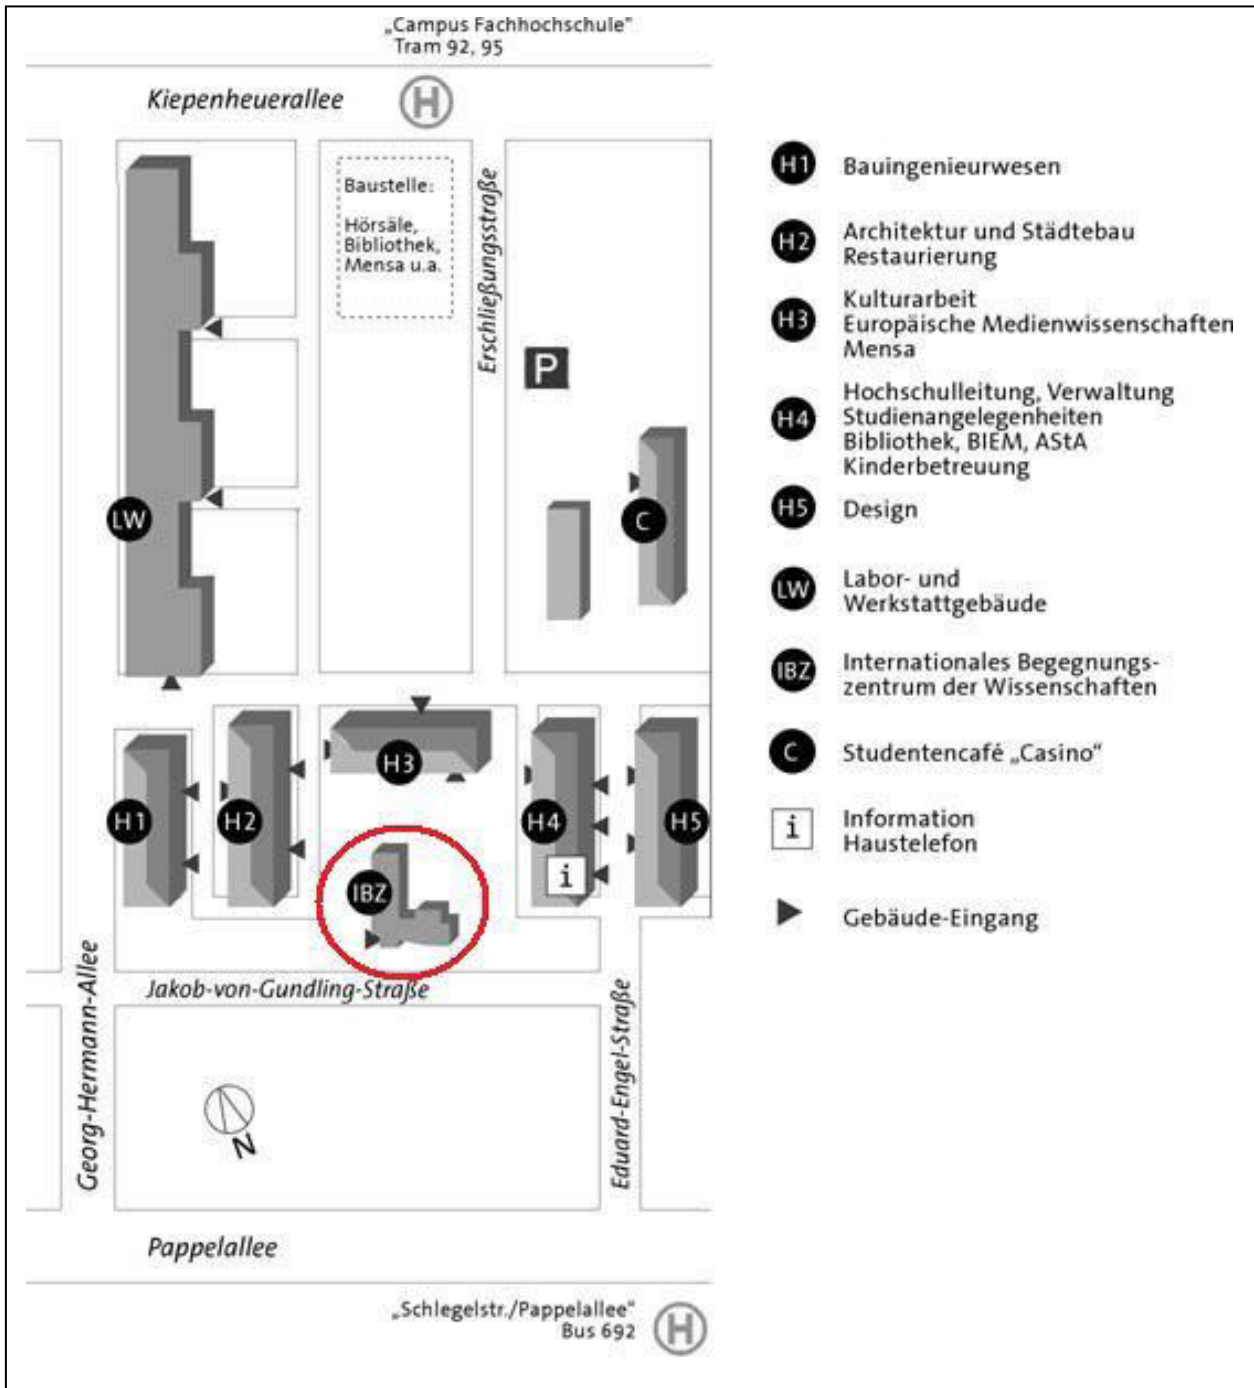 „Campus Fachhochschule"
Tram 92, 95
Kiepenheuerallee
H
Baustelle:
Hörsäle,
Bibliothek,
Mensa u.a.
Erschließungsstraße
P
LW
C
H1
H2
H3
H4
H5
i
IBZ
Georg-Hermann-Allee
Jakob-von-Gundling-Straße
Eduard-Engel-Straße
N
Pappelallee
„Schlegelstr./Pappelallee"
Bus 692
H
H1 Bauingenieurwesen
H2 Architektur und Städtebau
Restaurierung
H3 Kulturarbeit
Europäische Medienwissenschaften
Mensa
H4 Hochschulleitung, Verwaltung
Studienangelegenheiten
Bibliothek, BIEM, AStA
Kinderbetreuung
H5 Design
LW Labor- und
Werkstattgebäude
IBZ Internationales Begegnungs-
zentrum der Wissenschaften
C Studentencafé „Casino"
i Information
Haustelefon
Gebäude-Eingang